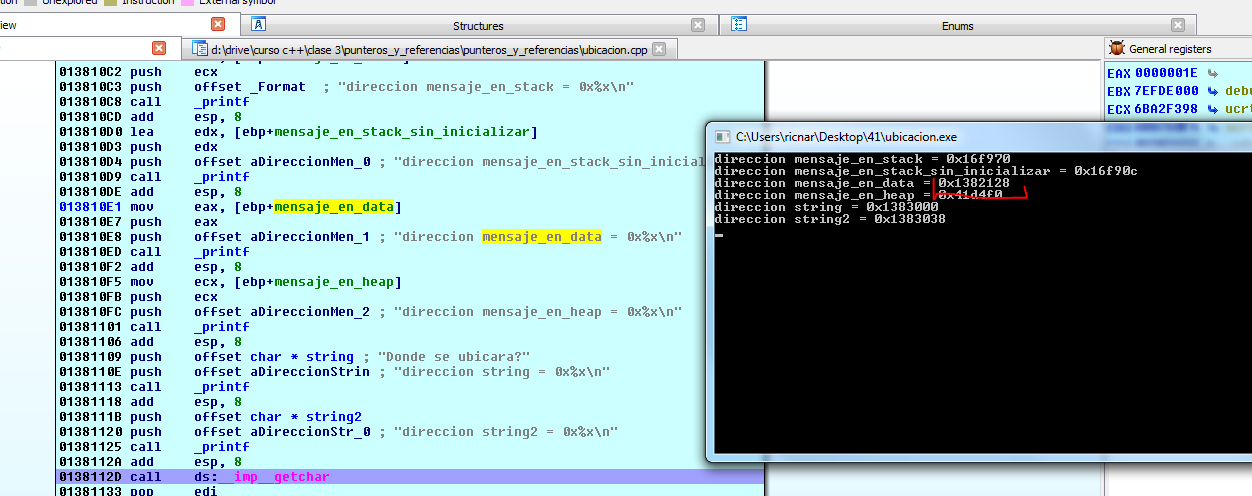 Unexplored Instruction External symbol
iew Structures Enums
d:\drive\curso c++\clase 3\punteros_y_referencias\punteros_y_referencias\ubicacion.cpp General registers
013810C2 push ecx
013810C3 push offset _Format ; "direccion mensaje_en_stack = 0x%x\n"
013810C8 call _printf
013810CD add esp, 8
013810D0 lea edx, [ebp+mensaje_en_stack_sin_inicializar]
013810D3 push edx
013810D4 push offset aDireccionMen_0 ; "direccion mensaje_en_stack_sin_inicializ
013810D9 call _printf
013810DE add esp, 8
013810E1 mov eax, [ebp+mensaje_en_data]
013810E7 push eax
013810E8 push offset aDireccionMen_1 ; "direccion mensaje_en_data = 0x%x\n"
013810ED call _printf
013810F2 add esp, 8
013810F5 mov ecx, [ebp+mensaje_en_heap]
013810FB push ecx
013810FC push offset aDireccionMen_2 ; "direccion mensaje_en_heap = 0x%x\n"
01381101 call _printf
01381106 add esp, 8
01381109 push offset char * string ; "Donde se ubicara?"
0138110E push offset aDireccionStrin ; "direccion string = 0x%x\n"
01381113 call _printf
01381118 add esp, 8
0138111B push offset char * string2
01381120 push offset aDireccionStr_0 ; "direccion string2 = 0x%x\n"
01381125 call _printf
0138112A add esp, 8
0138112D call ds:__imp__getchar
01381133 pop edi
EAX 0000001E
EBX 7EFDE000 debu
ECX 6BA2F398 ucrt
C:\Users\ricnar\Desktop\41\ubicacion.exe
direccion mensaje_en_stack = 0x16f970
direccion mensaje_en_stack_sin_inicializar = 0x16f90c
direccion mensaje_en_data = 0x1382128
direccion mensaje_en_heap = 0x41d4f0
direccion string = 0x1383000
direccion string2 = 0x1383038